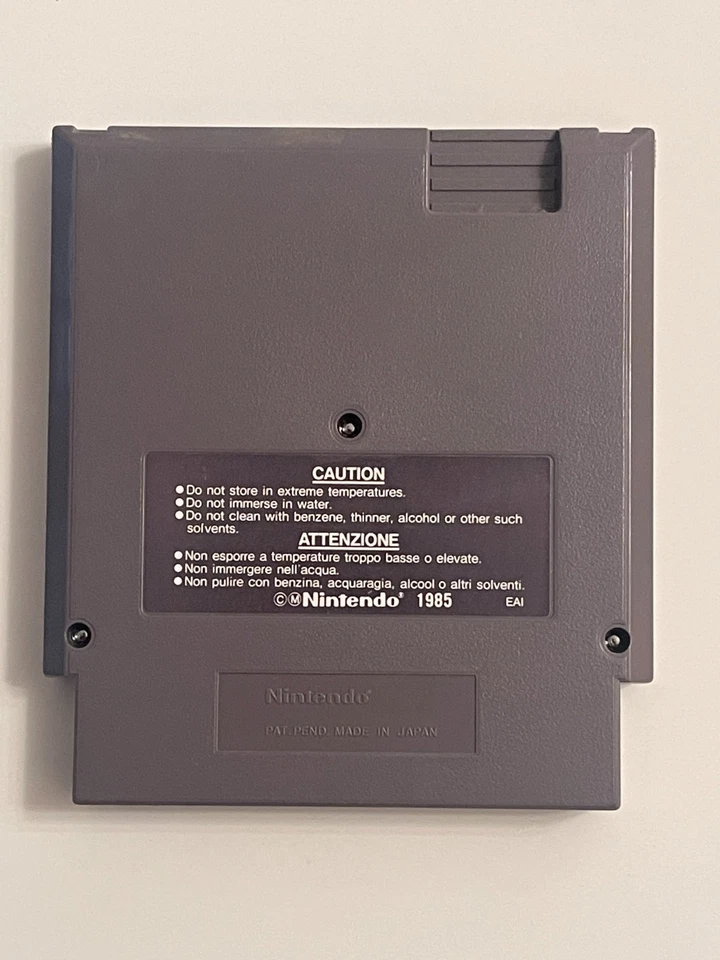 CAUTION
● Do not store in extreme temperatures.
● Do not immerse in water.
● Do not clean with benzene, thinner, alcohol or other such
solvents.
ATTENZIONE
● Non esporre a temperature troppo basse o elevate.
● Non immergere nell'acqua.
● Non pulire con benzina, acquaragia, alcool o altri solventi.
©ⓂNintendo® 1985 EAI
Nintendo®
PAT. PEND. MADE IN JAPAN